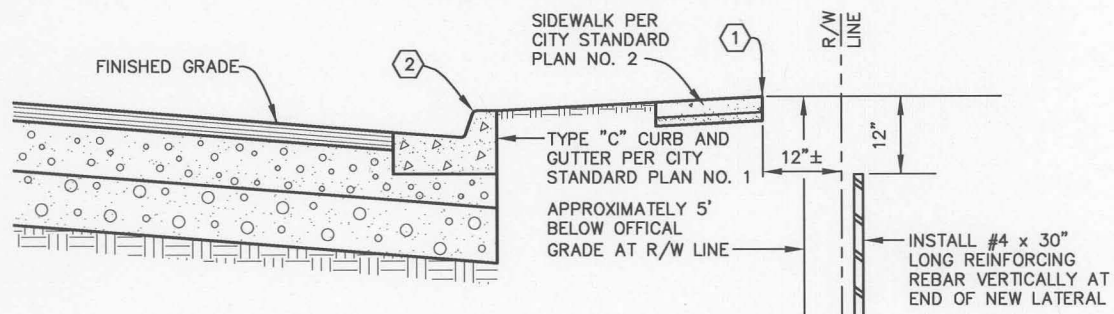 SIDEWALK PER
CITY STANDARD
PLAN NO. 2
1
R/W
LINE
FINISHED GRADE
2
TYPE "C" CURB AND
GUTTER PER CITY
STANDARD PLAN NO. 1
12"±
12"
APPROXIMATELY 5'
BELOW OFFICAL
GRADE AT R/W LINE
INSTALL #4 x 30"
LONG REINFORCING
REBAR VERTICALLY AT
END OF NEW LATERAL